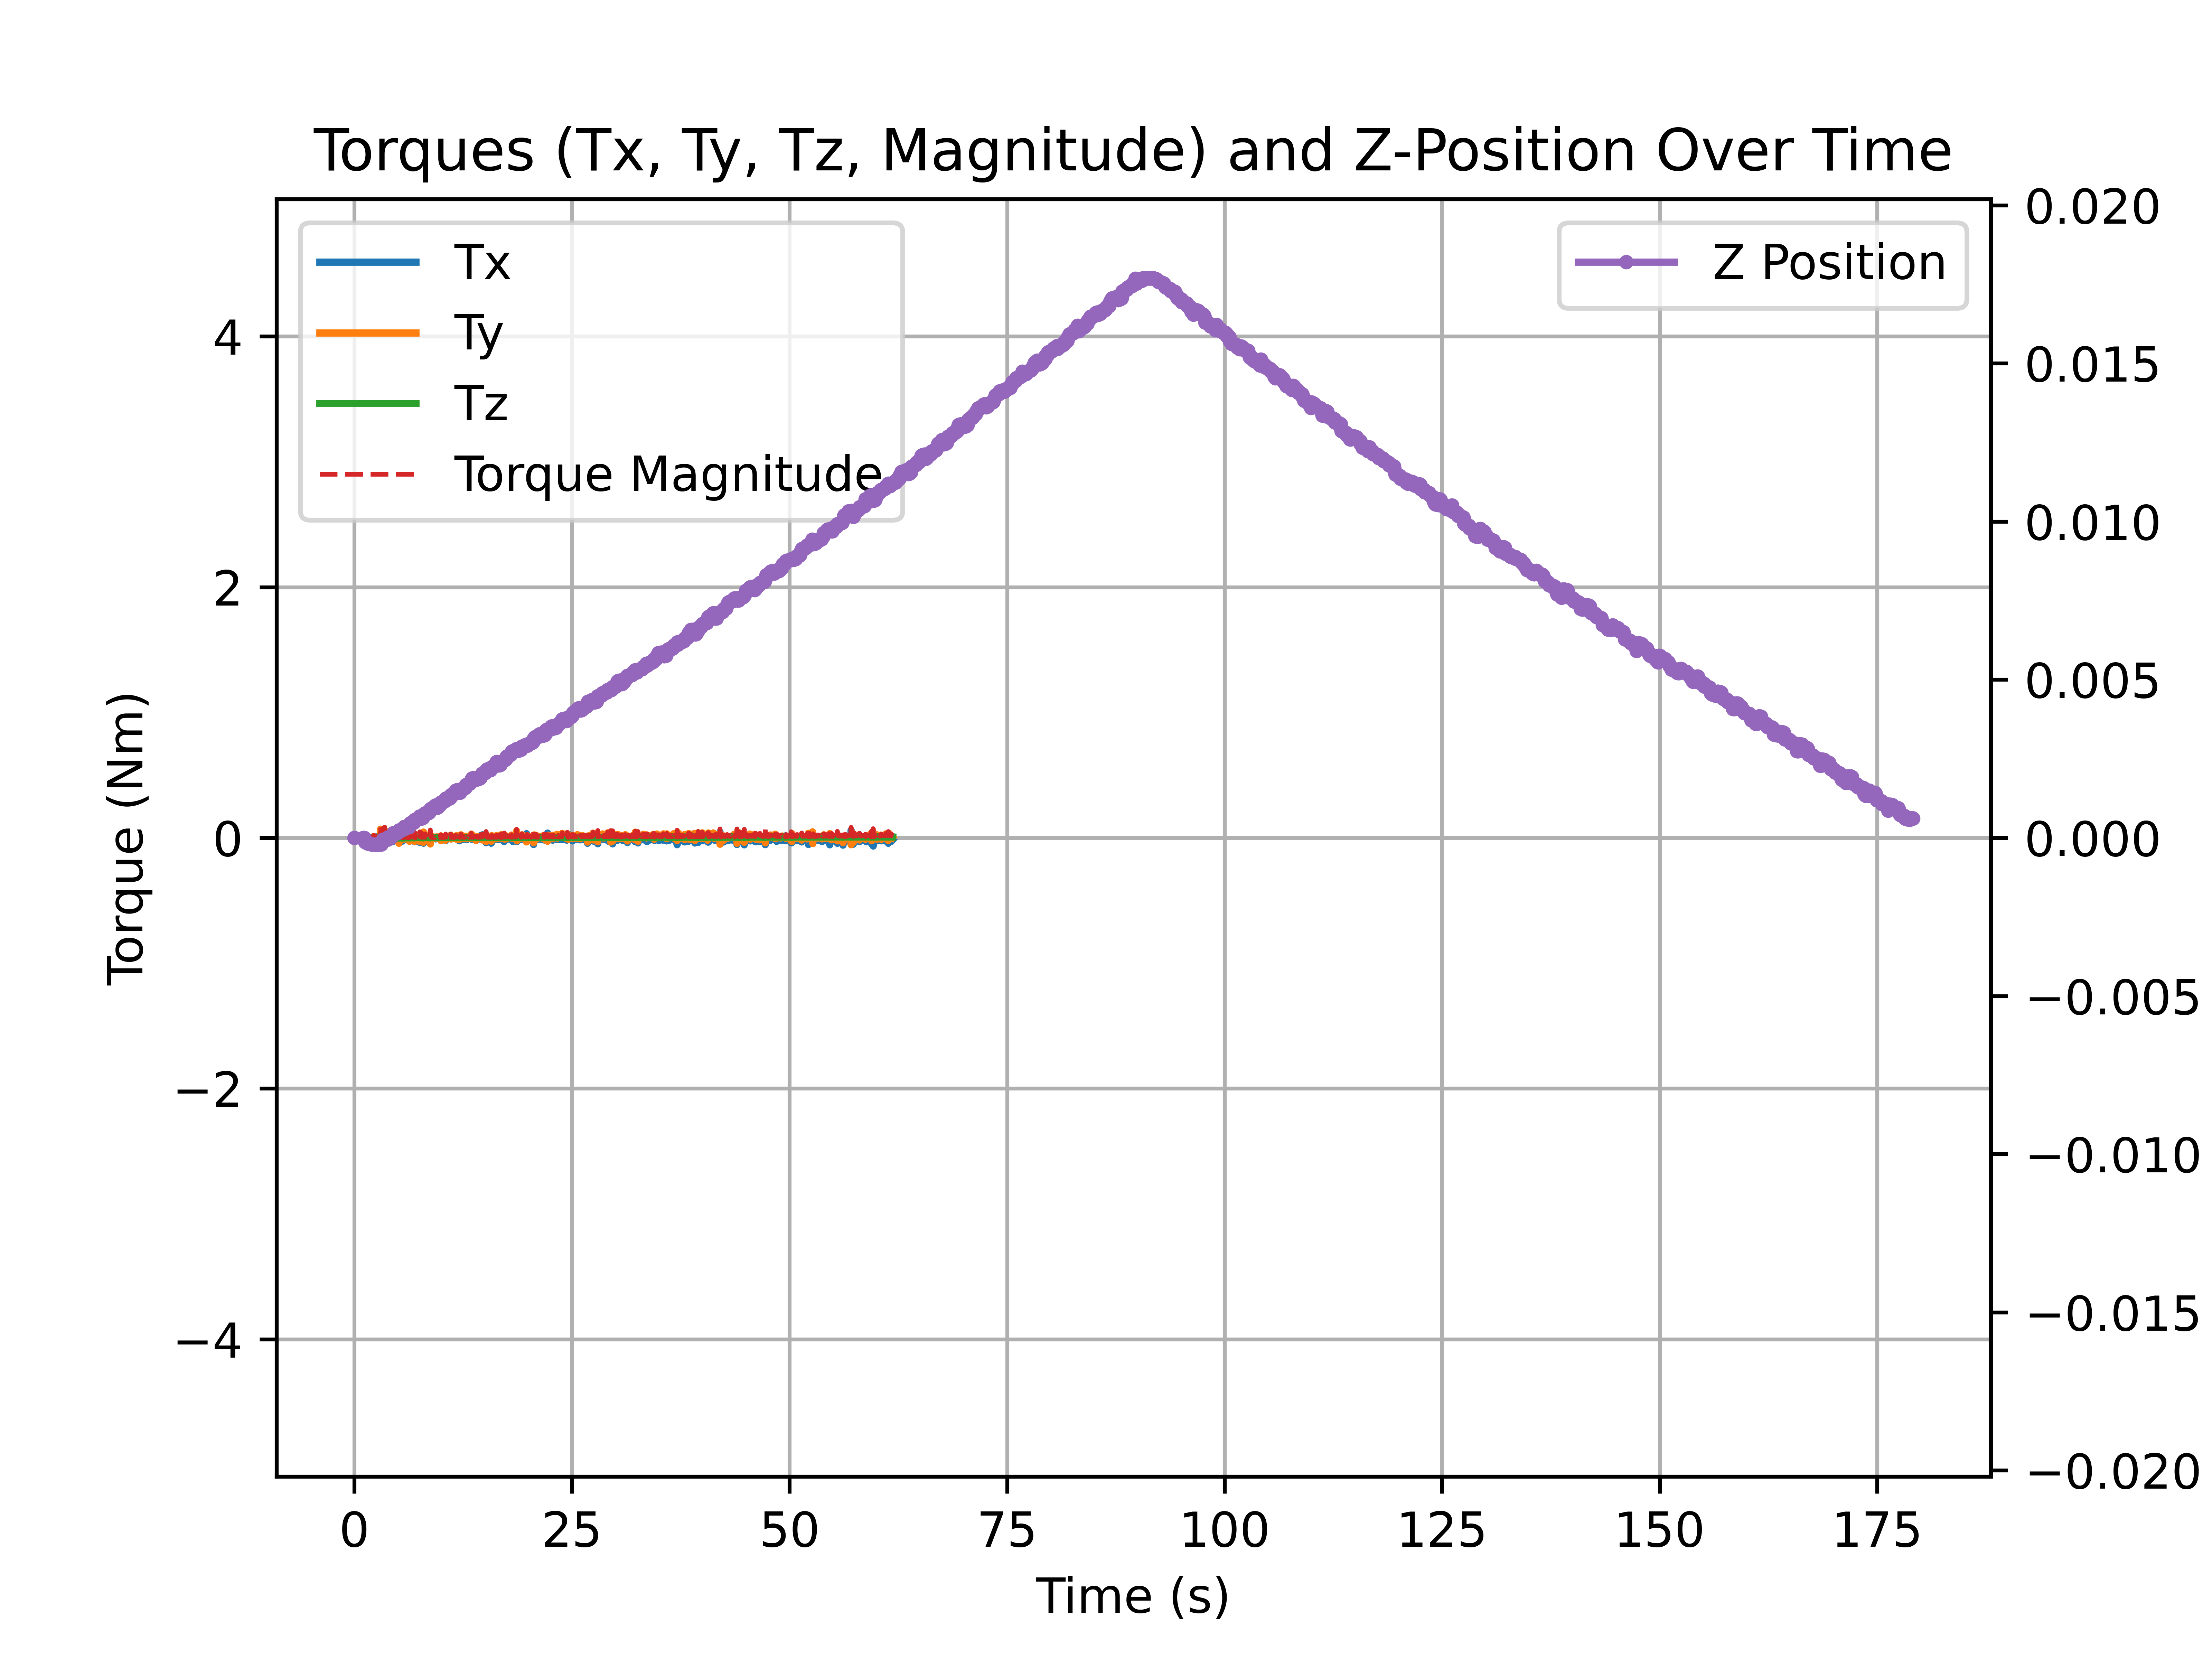 Torques (Tx, Ty, Tz, Magnitude) and Z-Position Over Time
Tx
Ty
Tz
Torque Magnitude
Z Position
Torque (Nm)
4
2
0
−2
−4
0.020
0.015
0.010
0.005
0.000
−0.005
−0.010
−0.015
−0.020
0 25 50 75 100 125 150 175
Time (s)